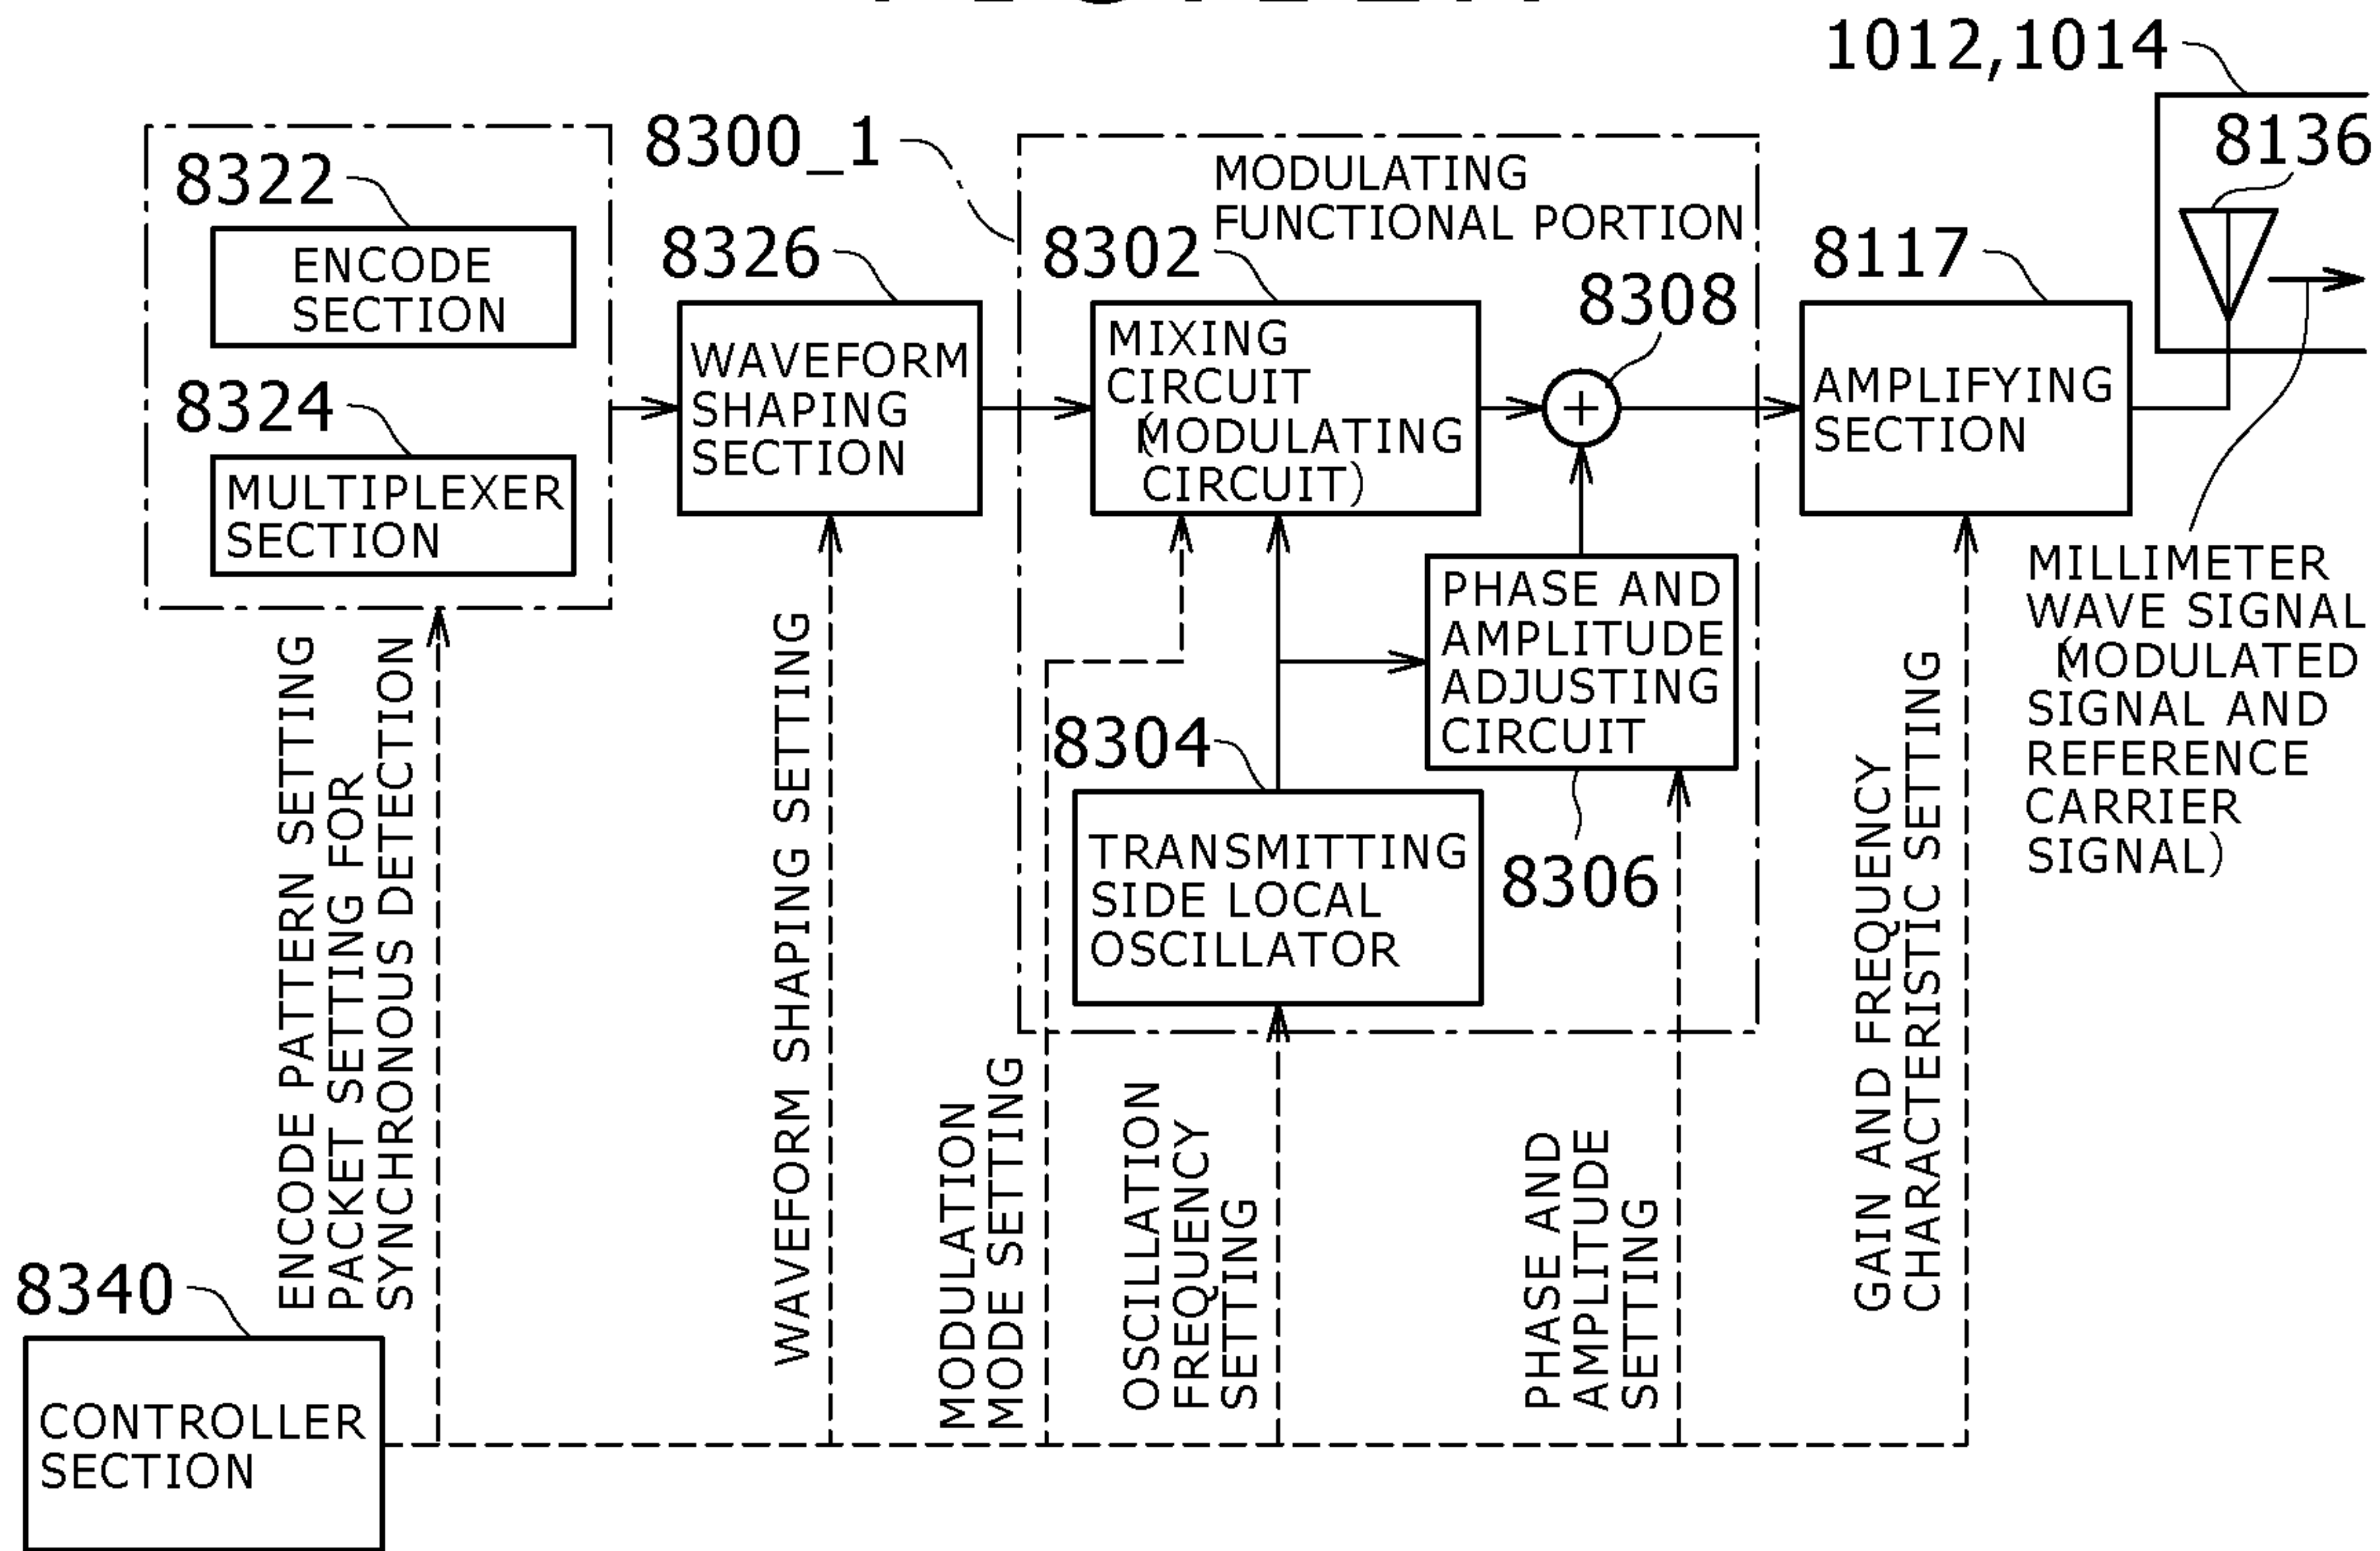 1012,1014
8136
8300_1
MODULATING
FUNCTIONAL PORTION
8322
ENCODE
SECTION
8324
MULTIPLEXER
SECTION
8326
WAVEFORM
SHAPING
SECTION
8302
MIXING
CIRCUIT
(MODULATING
CIRCUIT)
8308
+
8117
AMPLIFYING
SECTION
PHASE AND
AMPLITUDE
ADJUSTING
CIRCUIT
8306
8304
TRANSMITTING
SIDE LOCAL
OSCILLATOR
MILLIMETER
WAVE SIGNAL
(MODULATED
SIGNAL AND
REFERENCE
CARRIER
SIGNAL)
ENCODE PATTERN SETTING
PACKET SETTING FOR
SYNCHRONOUS DETECTION
WAVEFORM SHAPING SETTING
MODULATION
MODE SETTING
OSCILLATION
FREQUENCY
SETTING
PHASE AND
AMPLITUDE
SETTING
GAIN AND FREQUENCY
CHARACTERISTIC SETTING
8340
CONTROLLER
SECTION